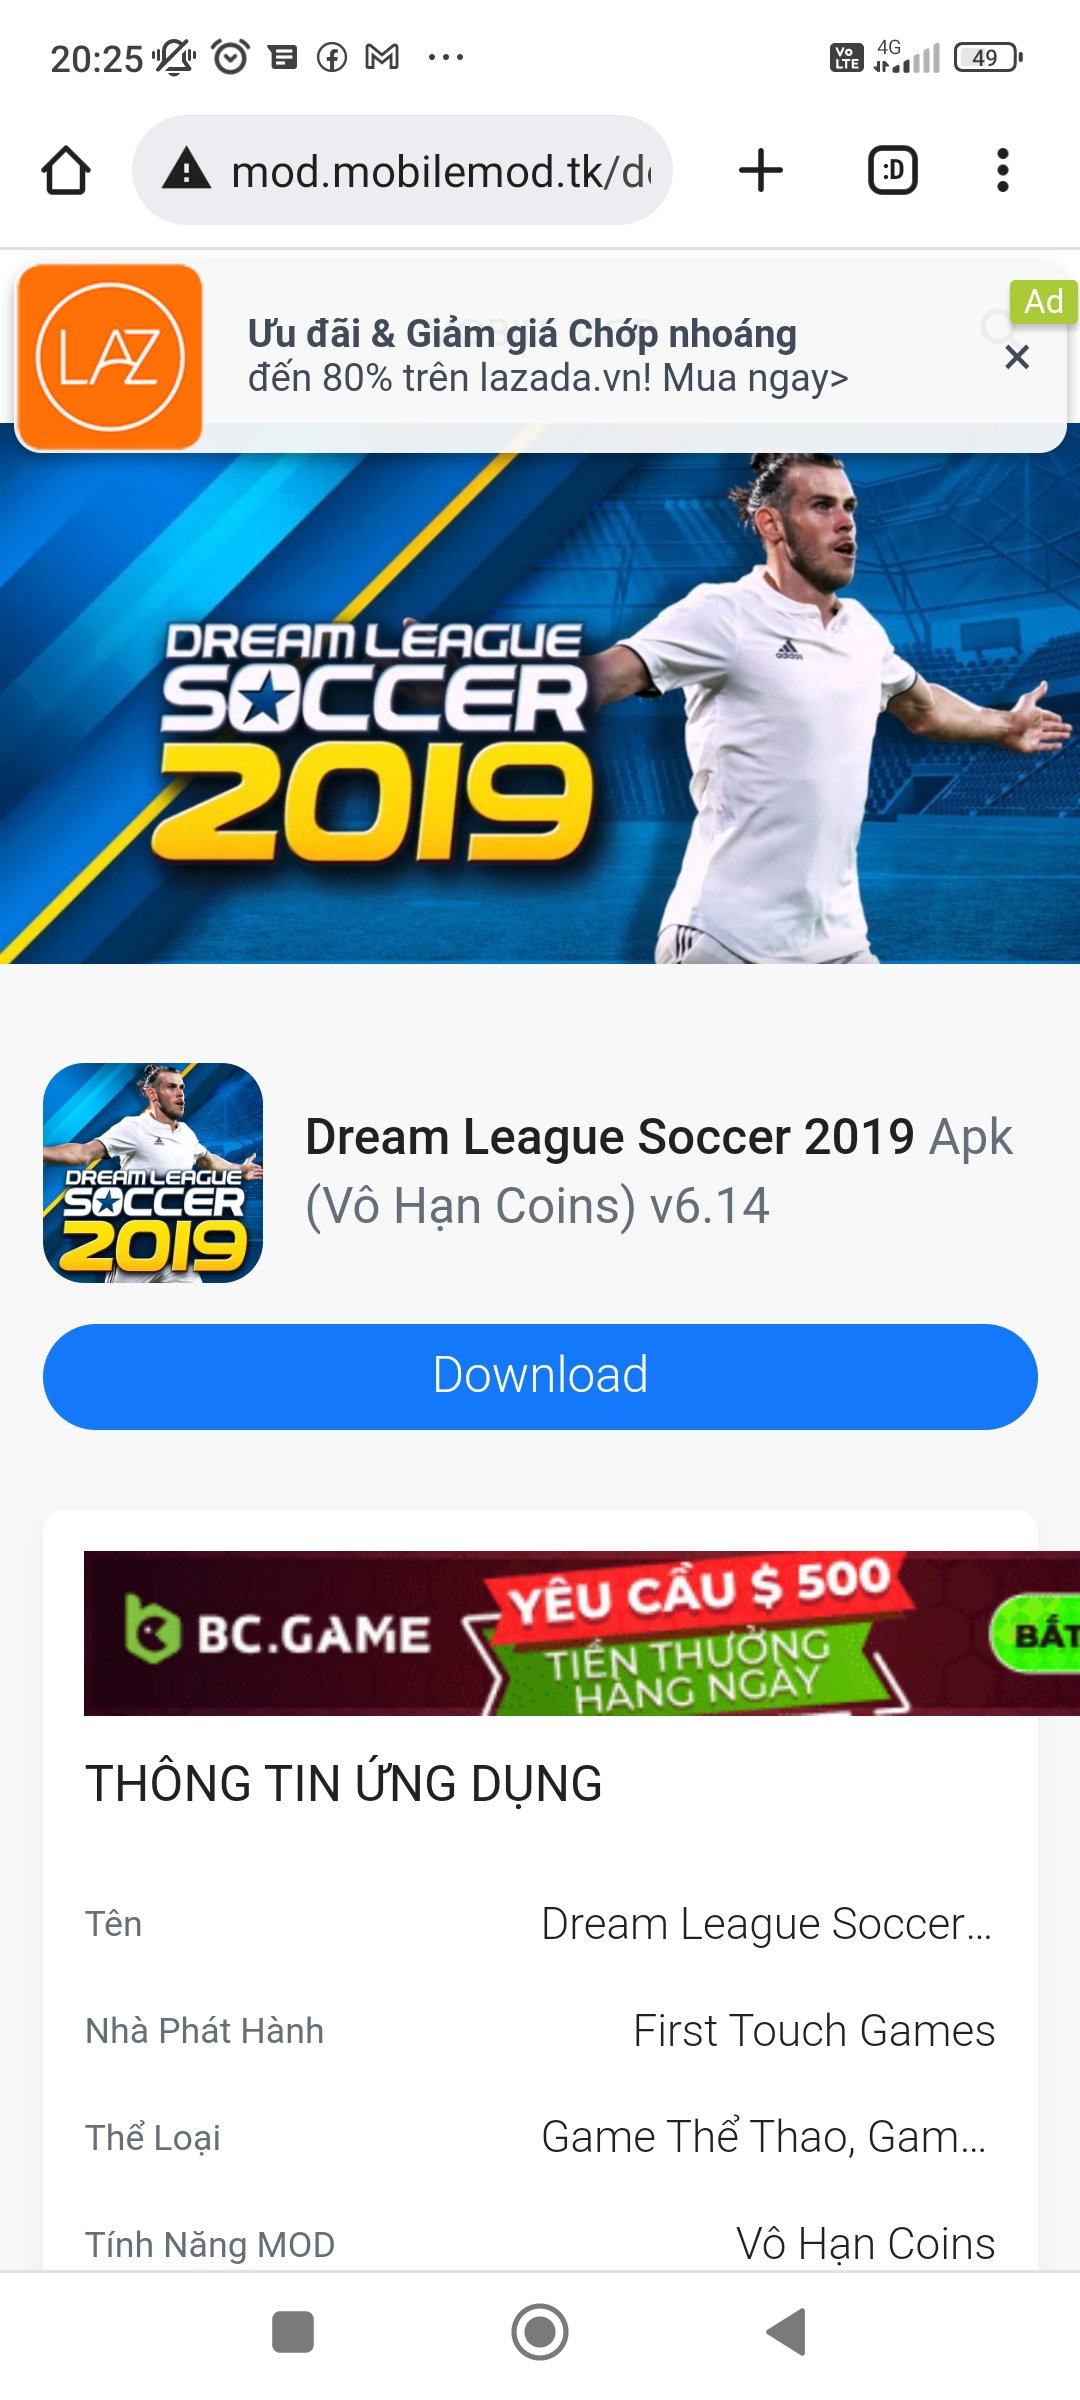 20:25
Vo LTE 4G 49
mod.mobilemod.tk/d
:D
Ad
LAZ
Ưu đãi & Giảm giá Chớp nhoáng
đến 80% trên lazada.vn! Mua ngay>
adidas
DREAM LEAGUE
SOCCER
2019
DREAM LEAGUE
SOCCER
2019
Dream League Soccer 2019 Apk
(Vô Hạn Coins) v6.14
Download
BC.GAME
YÊU CẦU $ 500
TIỀN THƯỞNG
HÀNG NGÀY
BẮT
THÔNG TIN ỨNG DỤNG
Tên Dream League Soccer...
Nhà Phát Hành First Touch Games
Thể Loại Game Thể Thao, Gam...
Tính Năng MOD Vô Hạn Coins